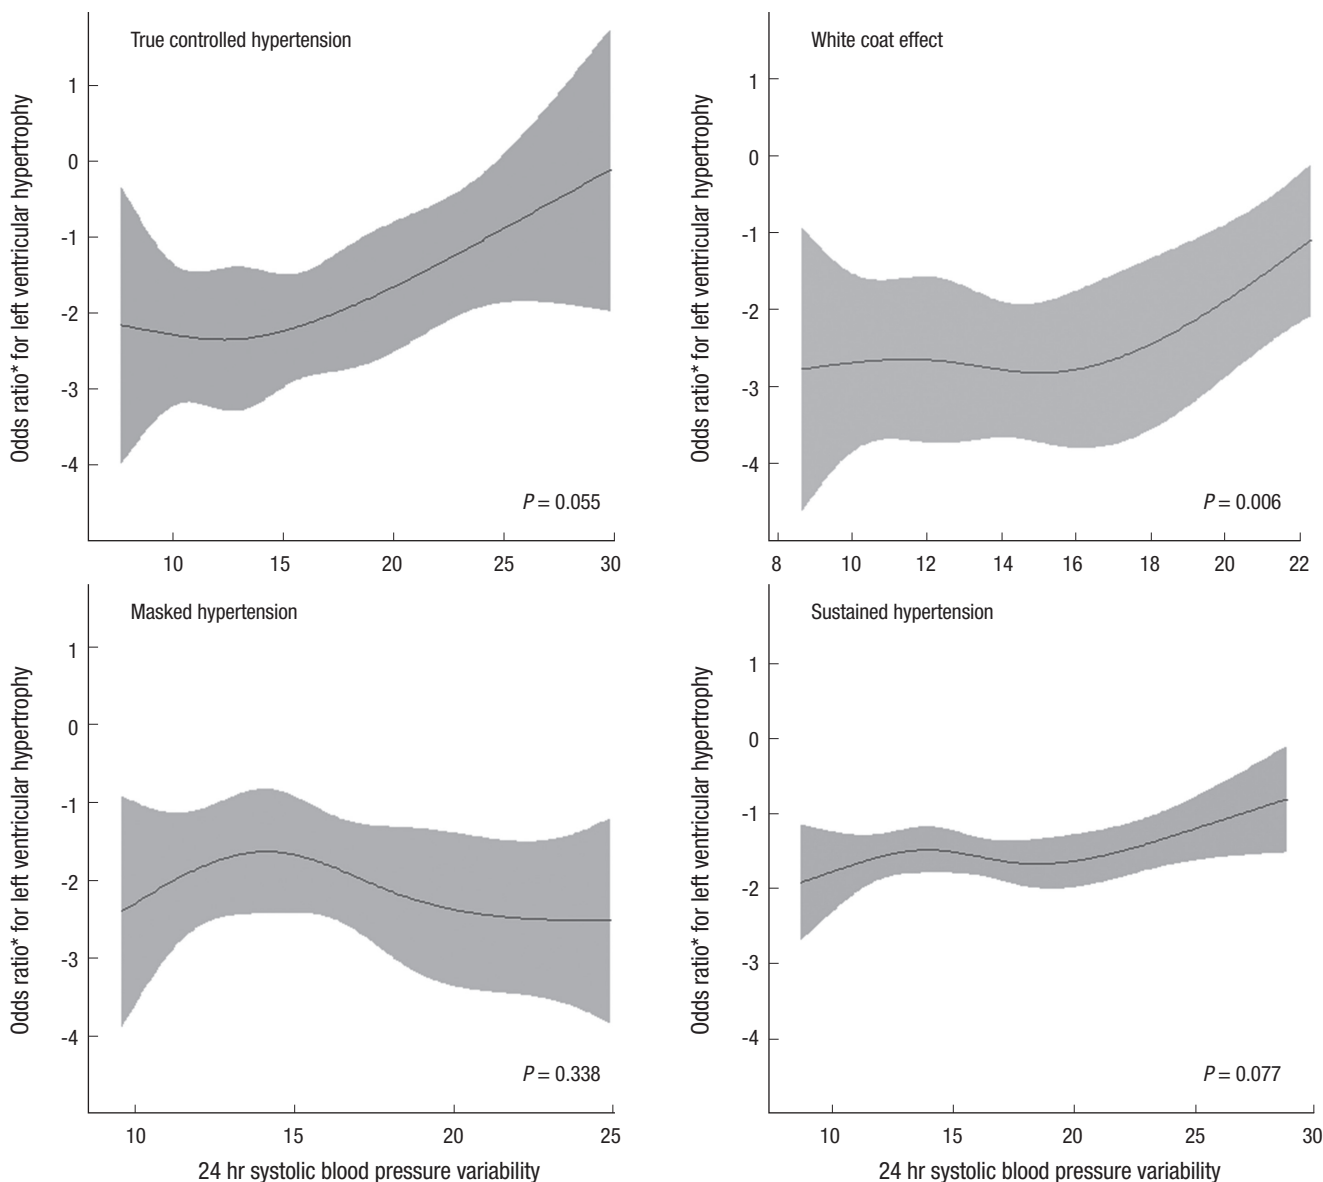 True controlled hypertension
Odds ratio* for left ventricular hypertrophy
1
0
-1
-2
-3
-4
P = 0.055
10 15 20 25 30
White coat effect
Odds ratio* for left ventricular hypertrophy
1
0
-1
-2
-3
-4
P = 0.006
8 10 12 14 16 18 20 22
Masked hypertension
Odds ratio* for left ventricular hypertrophy
1
0
-1
-2
-3
-4
P = 0.338
10 15 20 25
24 hr systolic blood pressure variability
Sustained hypertension
Odds ratio* for left ventricular hypertrophy
1
0
-1
-2
-3
-4
P = 0.077
10 15 20 25 30
24 hr systolic blood pressure variability